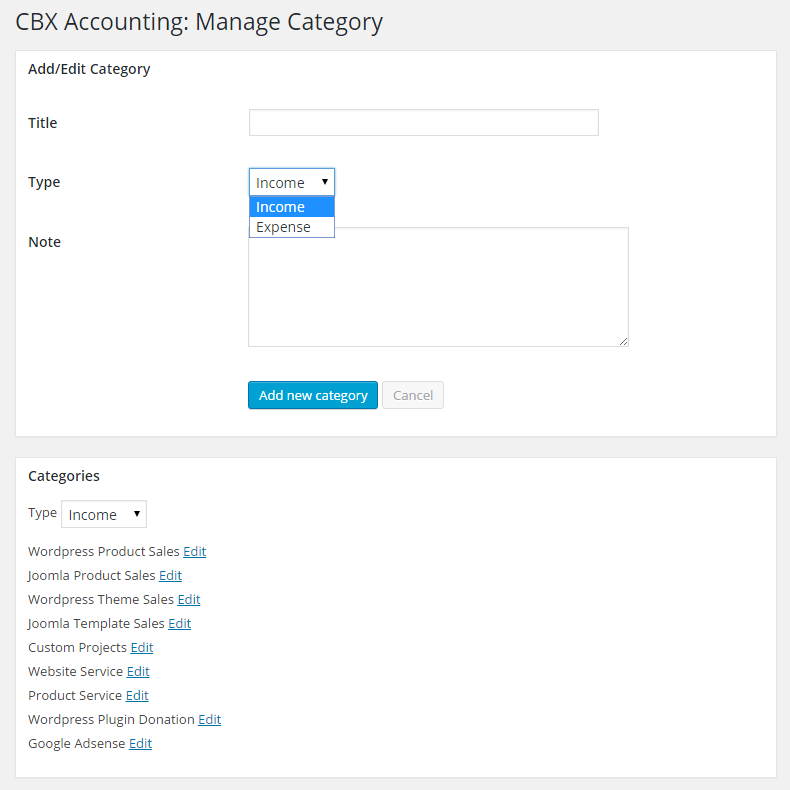 CBX Accounting: Manage Category
Add/Edit Category
Title
Type
Income
Income
Expense
Note
Add new category Cancel
Categories
Type Income
Wordpress Product Sales Edit
Joomla Product Sales Edit
Wordpress Theme Sales Edit
Joomla Template Sales Edit
Custom Projects Edit
Website Service Edit
Product Service Edit
Wordpress Plugin Donation Edit
Google Adsense Edit